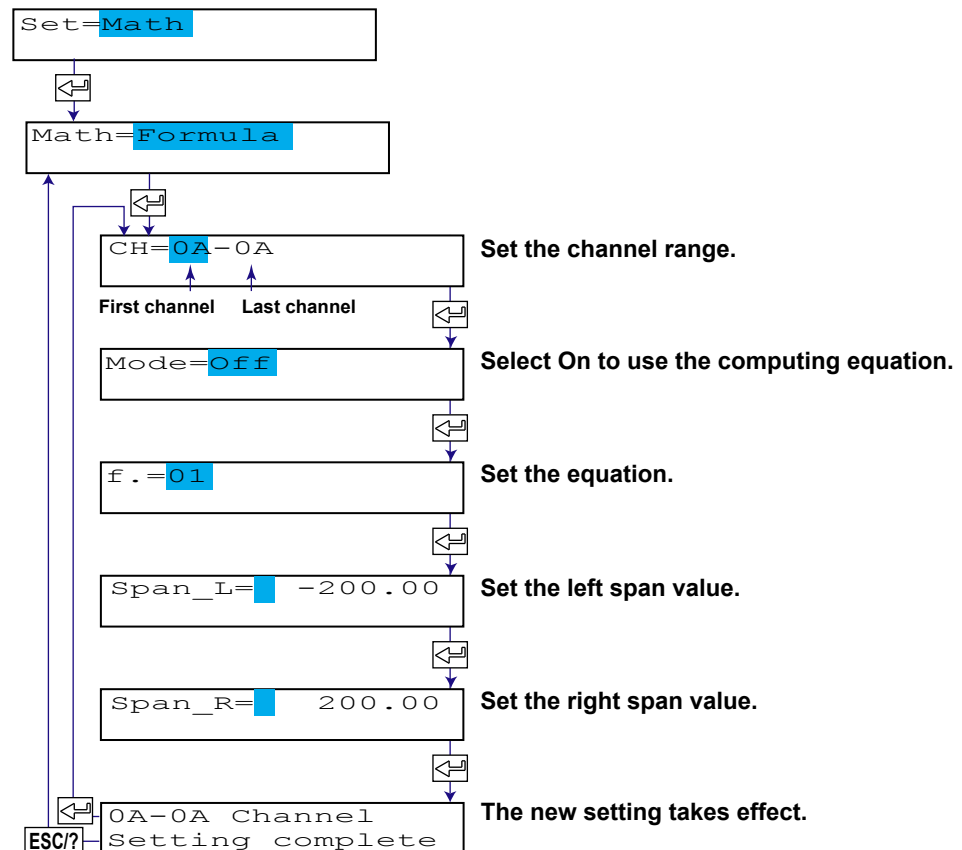 Set=Math
Math=Formula
CH=0A-0A
Set the channel range.
First channel Last channel
Mode=Off
Select On to use the computing equation.
f.=01
Set the equation.
Span_L= -200.00
Set the left span value.
Span_R= 200.00
Set the right span value.
0A-0A Channel
The new setting takes effect.
ESC/?
Setting complete